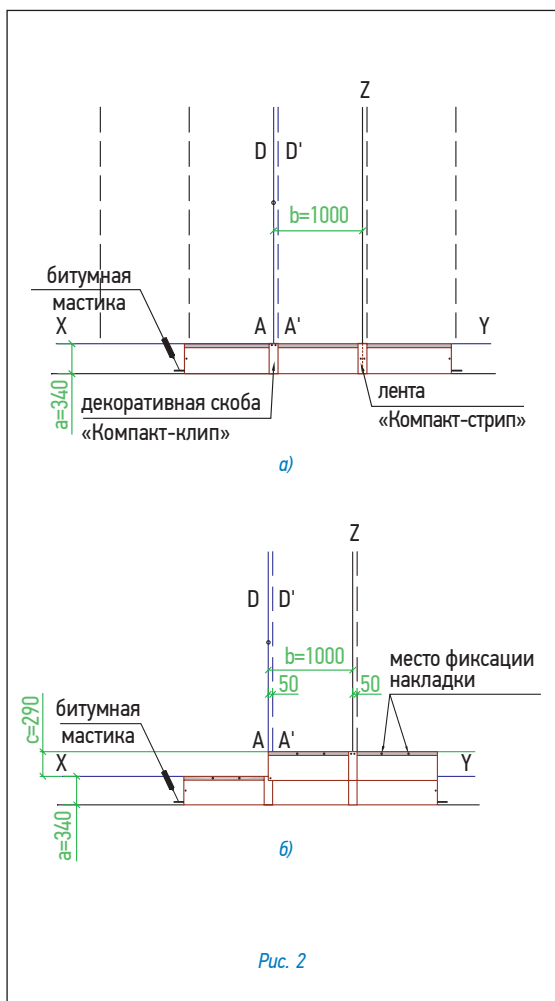 Z
D D'
b=1000
битумная
мастика
X A A' Y
a=340
декоративная скоба
«Компакт-клип»
лента
«Компакт-стрип»
а)
Z
D D'
b=1000
место фиксации
накладки
50 50
битумная
мастика
c=290
X A A' Y
a=340
б)
Рис. 2